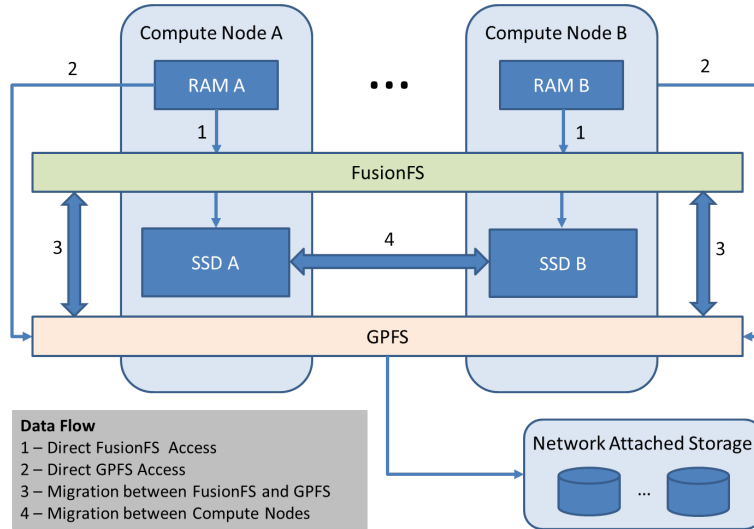 Compute Node A
Compute Node B
2
2
RAM A
...
RAM B
1
1
FusionFS
3
4
3
SSD A
SSD B
GPFS
Data Flow
1 – Direct FusionFS Access
2 – Direct GPFS Access
3 – Migration between FusionFS and GPFS
4 – Migration between Compute Nodes
Network Attached Storage
...